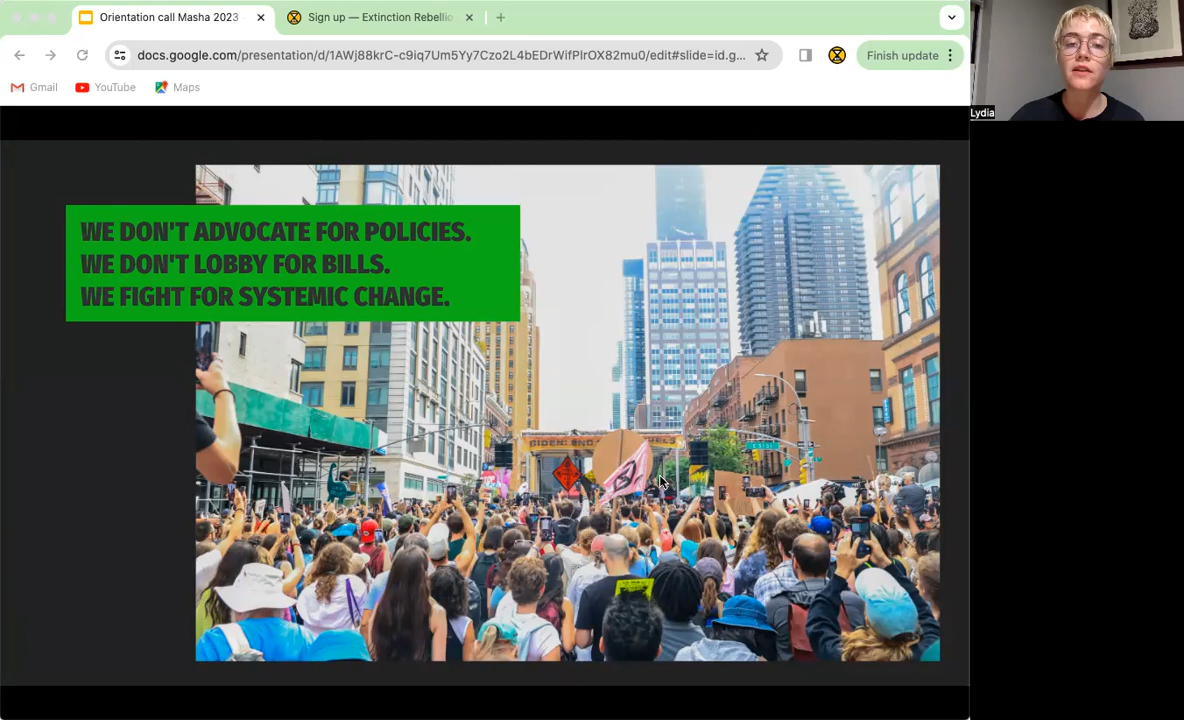 Orientation call Masha 2023
Sign up — Extinction Rebellio
docs.google.com/presentation/d/1AWj88krC-c9iq7Um5Yy7Czo2L4bEDrWifPlrOX82mu0/edit#slide=id.g...
Finish update
Gmail
YouTube
Maps
Lydia
WE DON'T ADVOCATE FOR POLICIES.
WE DON'T LOBBY FOR BILLS.
WE FIGHT FOR SYSTEMIC CHANGE.
BIDEN: END